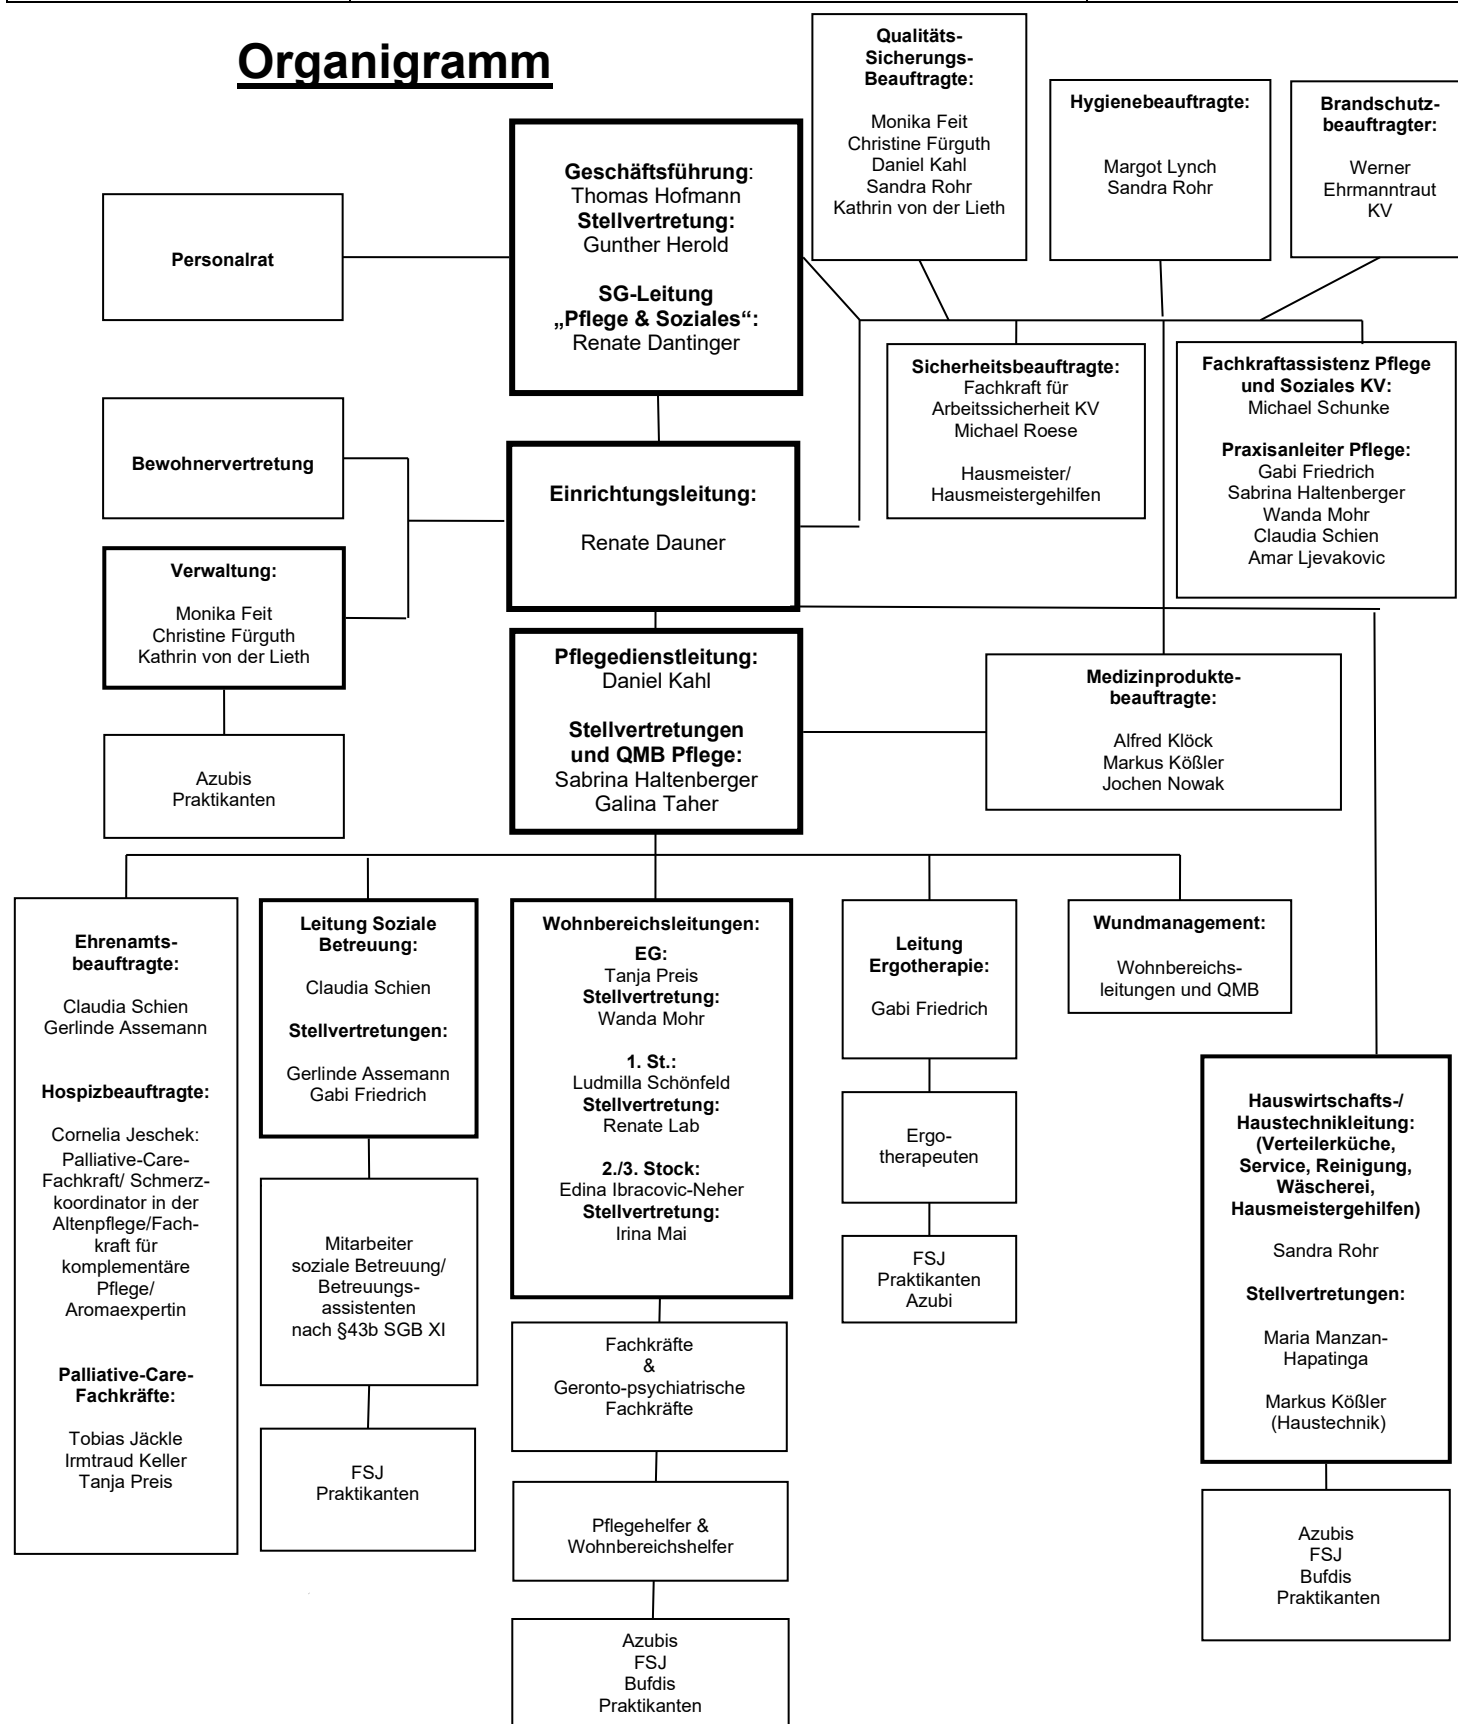 Organigramm
Qualitäts-
Sicherungs-
Beauftragte:
Monika Feit
Christine Fürguth
Daniel Kahl
Sandra Rohr
Kathrin von der Lieth
Hygienebeauftragte:
Margot Lynch
Sandra Rohr
Brandschutz-
beauftragter:
Werner
Ehrmanntraut
KV
Geschäftsführung:
Thomas Hofmann
Stellvertretung:
Gunther Herold
SG-Leitung
„Pflege & Soziales“:
Renate Dantinger
Personalrat
Sicherheitsbeauftragte:
Fachkraft für
Arbeitssicherheit KV
Michael Roese
Hausmeister/
Hausmeistergehilfen
Fachkraftassistenz Pflege
und Soziales KV:
Michael Schunke
Praxisanleiter Pflege:
Gabi Friedrich
Sabrina Haltenberger
Wanda Mohr
Claudia Schien
Amar Ljevakovic
Bewohnervertretung
Einrichtungsleitung:
Renate Dauner
Verwaltung:
Monika Feit
Christine Fürguth
Kathrin von der Lieth
Azubis
Praktikanten
Pflegedienstleitung:
Daniel Kahl
Stellvertretungen
und QMB Pflege:
Sabrina Haltenberger
Galina Taher
Medizinprodukte-
beauftragte:
Alfred Klöck
Markus Kößler
Jochen Nowak
Ehrenamts-
beauftragte:
Claudia Schien
Gerlinde Assemann
Hospizbeauftragte:
Cornelia Jeschek:
Palliative-Care-
Fachkraft/ Schmerz-
koordinator in der
Altenpflege/Fach-
kraft für
komplementäre
Pflege/
Aromaexpertin
Palliative-Care-
Fachkräfte:
Tobias Jäckle
Irmtraud Keller
Tanja Preis
Leitung Soziale
Betreuung:
Claudia Schien
Stellvertretungen:
Gerlinde Assemann
Gabi Friedrich
Mitarbeiter
soziale Betreuung/
Betreuungs-
assistenten
nach §43b SGB XI
FSJ
Praktikanten
Wohnbereichsleitungen:
EG:
Tanja Preis
Stellvertretung:
Wanda Mohr
1. St.:
Ludmilla Schönfeld
Stellvertretung:
Renate Lab
2./3. Stock:
Edina Ibracovic-Neher
Stellvertretung:
Irina Mai
Fachkräfte
&
Geronto-psychiatrische
Fachkräfte
Pflegehelfer &
Wohnbereichshelfer
Azubis
FSJ
Bufdis
Praktikanten
Leitung
Ergotherapie:
Gabi Friedrich
Ergo-
therapeuten
FSJ
Praktikanten
Azubi
Wundmanagement:
Wohnbereichs-
leitungen und QMB
Hauswirtschafts-/
Haustechnikleitung:
(Verteilerküche,
Service, Reinigung,
Wäscherei,
Hausmeistergehilfen)
Sandra Rohr
Stellvertretungen:
Maria Manzan-
Hapatinga
Markus Kößler
(Haustechnik)
Azubis
FSJ
Bufdis
Praktikanten